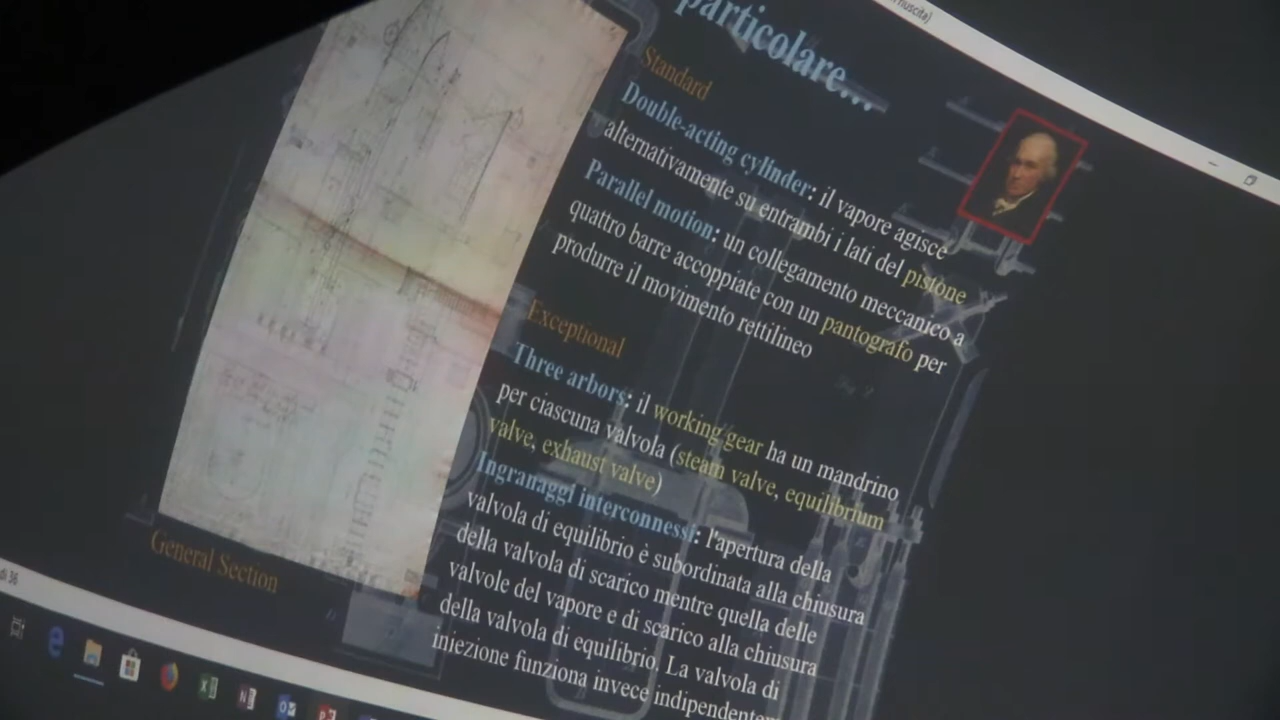 particolare...
Standard
Double-acting cylinder: il vapore agisce
alternativamente su entrambi i lati del pistone
Parallel motion: un collegamento meccanico a
quattro barre accoppiate con un pantografo per
produrre il movimento rettilineo
Exceptional
Three arbors: il working gear ha un mandrino
per ciascuna valvola (steam valve, equilibrium
valve, exhaust valve)
Ingranaggi interconnessi: l'apertura della
valvola di equilibrio è subordinata alla chiusura
della valvola di scarico mentre quella delle
valvole del vapore e di scarico alla chiusura
della valvola di equilibrio. La valvola di
iniezione funziona invece
General Section
di 36